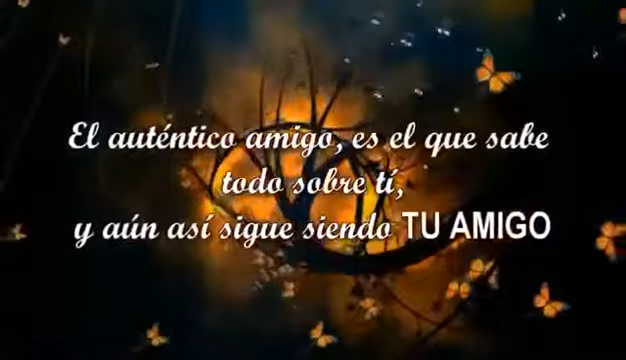 El auténtico amigo, es el que sabe
todo sobre tí,
y aún así sigue siendo TU AMIGO